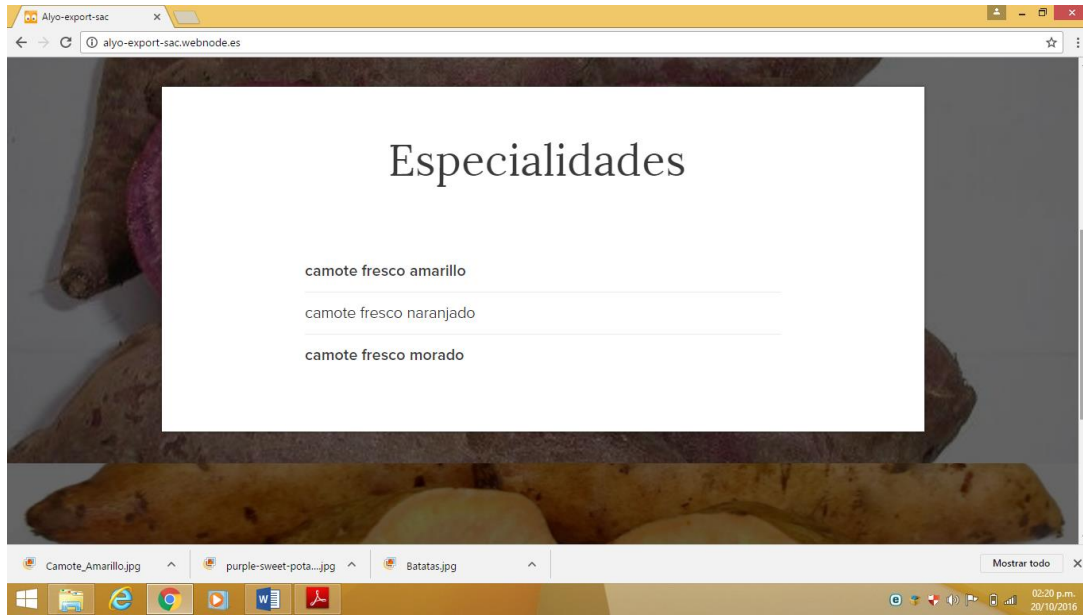 Alyo-export-sac
alyo-export-sac.webnode.es
Especialidades
camote fresco amarillo
camote fresco naranjado
camote fresco morado
Camote_Amarillo.jpg
purple-sweet-pota....jpg
Batatas.jpg
Mostrar todo
02:20 p.m.
20/10/2016